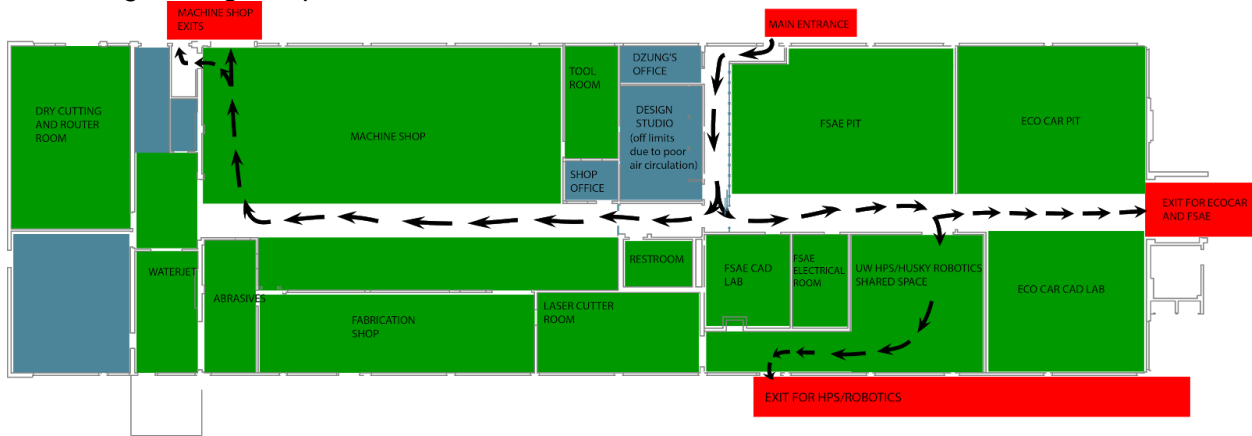 MACHINE SHOP
EXITS
MAIN ENTRANCE
DRY CUTTING
AND ROUTER
ROOM
MACHINE SHOP
TOOL
ROOM
DZUNG'S
OFFICE
DESIGN
STUDIO
(off limits
due to poor
air circulation)
SHOP
OFFICE
FSAE PIT
ECO CAR PIT
EXIT FOR ECOCAR
AND FSAE
WATERJET
ABRASIVES
FABRICATION
SHOP
LASER CUTTER
ROOM
RESTROOM
FSAE CAD
LAB
FSAE
ELECTRICAL
ROOM
UW HPS/HUSKY ROBOTICS
SHARED SPACE
ECO CAR CAD LAB
EXIT FOR HPS/ROBOTICS